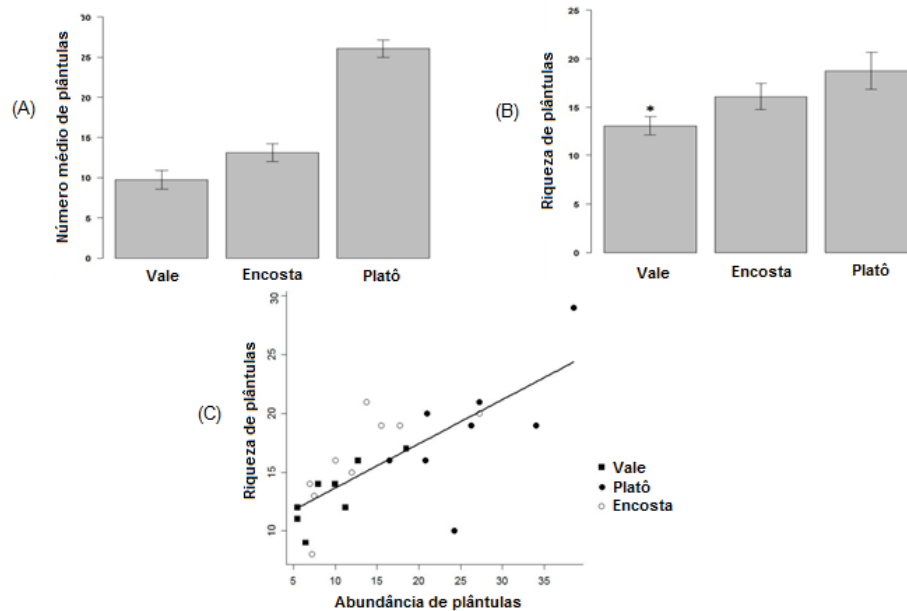 (A)
Número médio de plântulas
30
25
20
15
10
5
0
Vale Encosta Platô
(B)
Riqueza de plântulas
25
20
15
10
5
0
*
Vale Encosta Platô
(C)
Riqueza de plântulas
30
25
20
15
10
5 10 15 20 25 30 35
Abundância de plântulas
Vale
Platô
Encosta